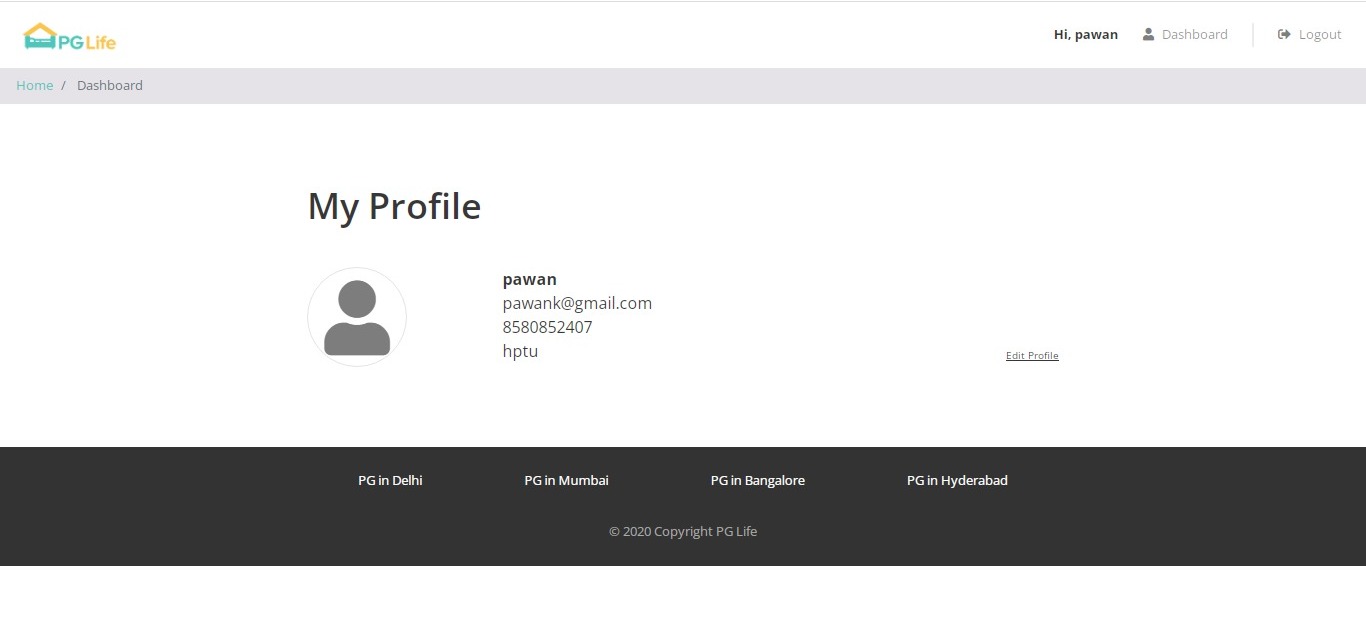 PG Life
Hi, pawan Dashboard Logout
Home / Dashboard
My Profile
pawan
pawank@gmail.com
8580852407
hptu
Edit Profile
PG in Delhi PG in Mumbai PG in Bangalore PG in Hyderabad
© 2020 Copyright PG Life